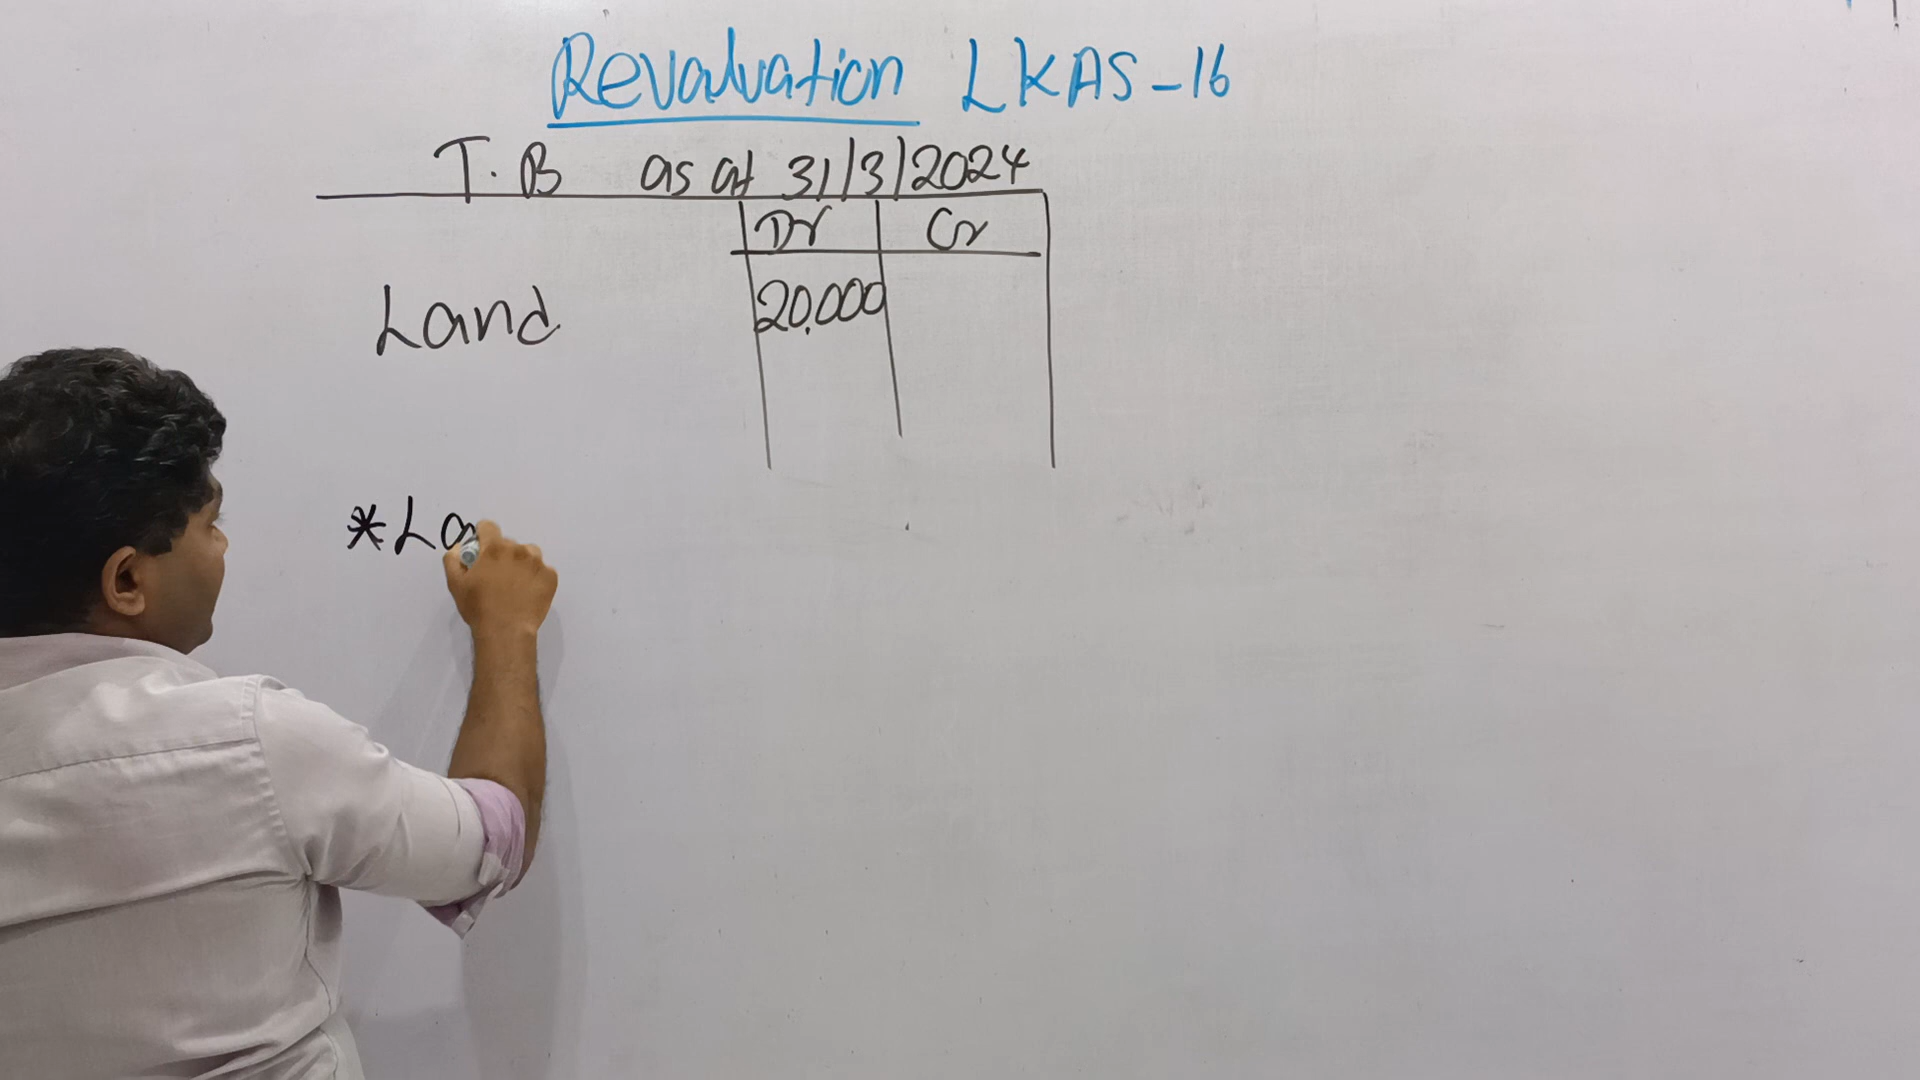 Revaluation LKAS-16
T.B as at 31/3/2024
Dr Cr
Land 20,000
*La